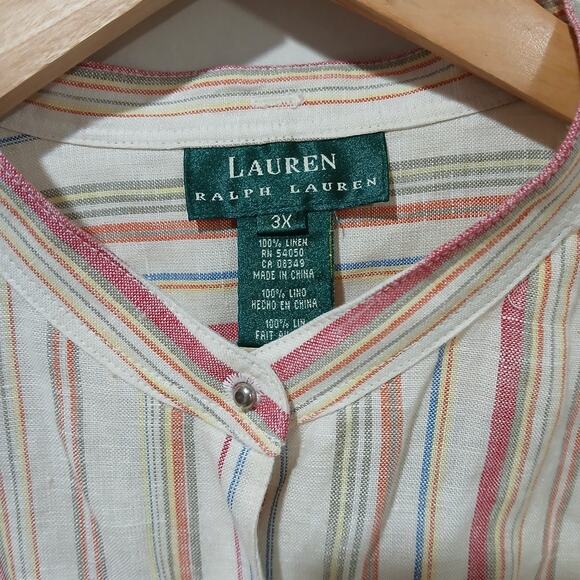 LAUREN
RALPH LAUREN
3X
100% LINEN
RN 54050
CA 08349
MADE IN CHINA
100% LINO
HECHO EN CHINA
100% LIN
FAIT